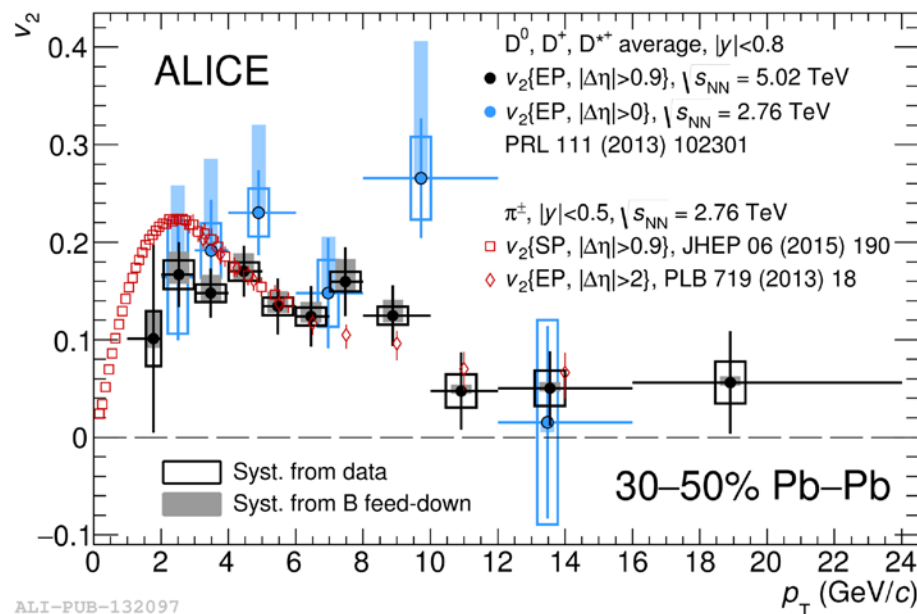 v₂
0.4
0.3
0.2
0.1
0
−0.1
ALICE
D⁰, D⁺, D*⁺ average, |y|<0.8
v₂{EP, |Δη|>0.9}, √s_NN = 5.02 TeV
v₂{EP, |Δη|>0}, √s_NN = 2.76 TeV
PRL 111 (2013) 102301
π±, |y|<0.5, √s_NN = 2.76 TeV
v₂{SP, |Δη|>0.9}, JHEP 06 (2015) 190
v₂{EP, |Δη|>2}, PLB 719 (2013) 18
Syst. from data
Syst. from B feed-down
30–50% Pb–Pb
0 2 4 6 8 10 12 14 16 18 20 22 24
p_T (GeV/c)
ALI-PUB-132097